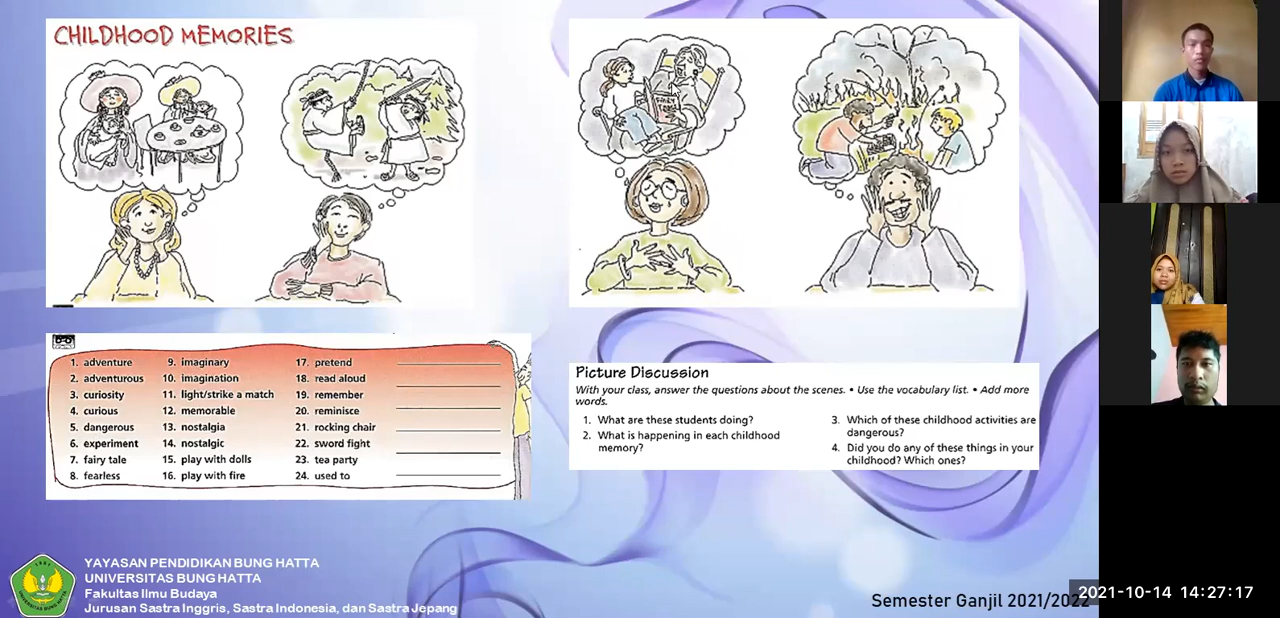 CHILDHOOD MEMORIES
FAIRY
1. adventure 9. imaginary 17. pretend
2. adventurous 10. imagination 18. read aloud
3. curiosity 11. light/strike a match 19. remember
4. curious 12. memorable 20. reminisce
5. dangerous 13. nostalgia 21. rocking chair
6. experiment 14. nostalgic 22. sword fight
7. fairy tale 15. play with dolls 23. tea party
8. fearless 16. play with fire 24. used to
Picture Discussion
With your class, answer the questions about the scenes. • Use the vocabulary list. • Add more
words.
1. What are these students doing?
2. What is happening in each childhood
memory?
3. Which of these childhood activities are
dangerous?
4. Did you do any of these things in your
childhood? Which ones?
YAYASAN PENDIDIKAN BUNG HATTA
UNIVERSITAS BUNG HATTA
Fakultas Ilmu Budaya
Jurusan Sastra Inggris, Sastra Indonesia, dan Sastra Jepang
Semester Ganjil 2021/2022
2021-10-14 14:27:17